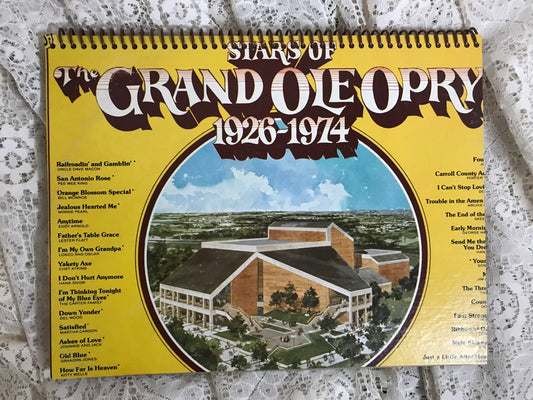 STARS OF
The GRAND OLE OPRY
1926-1974
Railroadin' and Gamblin'*
UNCLE DAVE MACON
San Antonio Rose*
PEE WEE KING
Orange Blossom Special*
BILL MONROE
Jealous Hearted Me*
MINNIE PEARL
Anytime
EDDY ARNOLD
Father's Table Grace
LESTER FLATT
I'm My Own Grandpa*
LONZO AND OSCAR
Yakety Axe
CHET ATKINS
I Don't Hurt Anymore
HANK SNOW
I'm Thinking Tonight
of My Blue Eyes*
THE CARTER FAMILY
Down Yonder*
DEL WOOD
Satisfied*
MARTHA CARSON
Ashes of Love*
JOHNNIE AND JACK
Old Blue*
GRANDPA JONES
How Far Is Heaven*
KITTY WELLS
Carroll County
PORTER
I Can't Stop
Trouble in the Amen
ARCHIE
The End of the
Early
GEORGE
Send Me the
You
The
Just a Little After